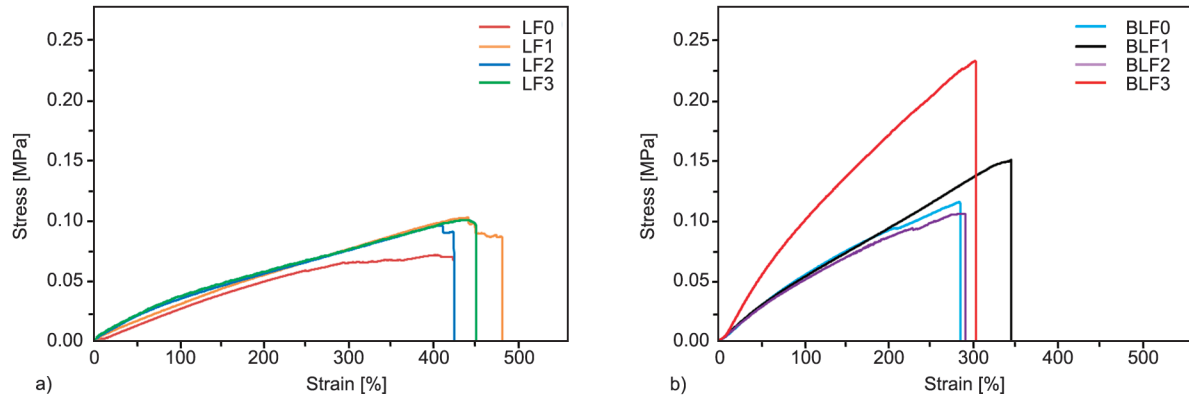 LF0
LF1
LF2
LF3
0.25
0.20
0.15
0.10
0.05
0.00
Stress [MPa]
0 100 200 300 400 500
Strain [%]
a)
BLF0
BLF1
BLF2
BLF3
0.25
0.20
0.15
0.10
0.05
0.00
Stress [MPa]
0 100 200 300 400 500
Strain [%]
b)